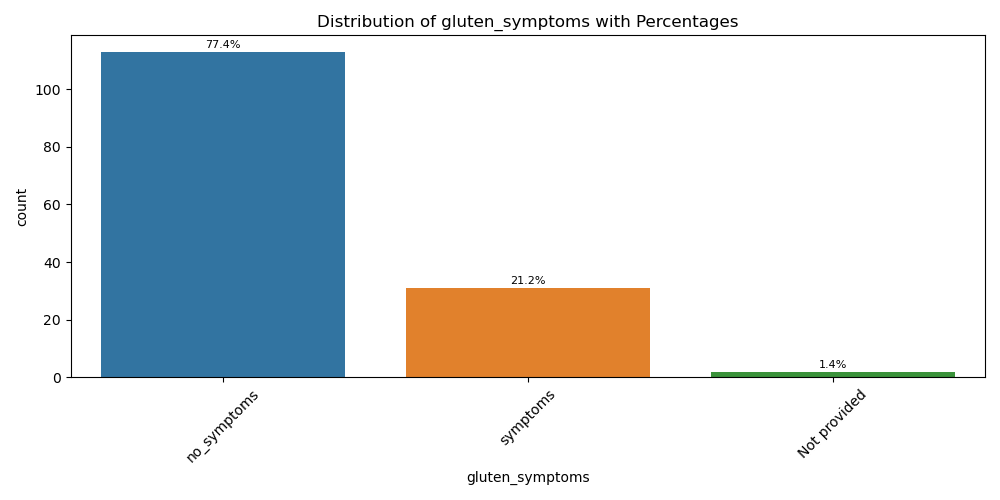 Distribution of gluten_symptoms with Percentages
77.4%
21.2%
1.4%
count
100
80
60
40
20
0
no_symptoms
symptoms
Not provided
gluten_symptoms